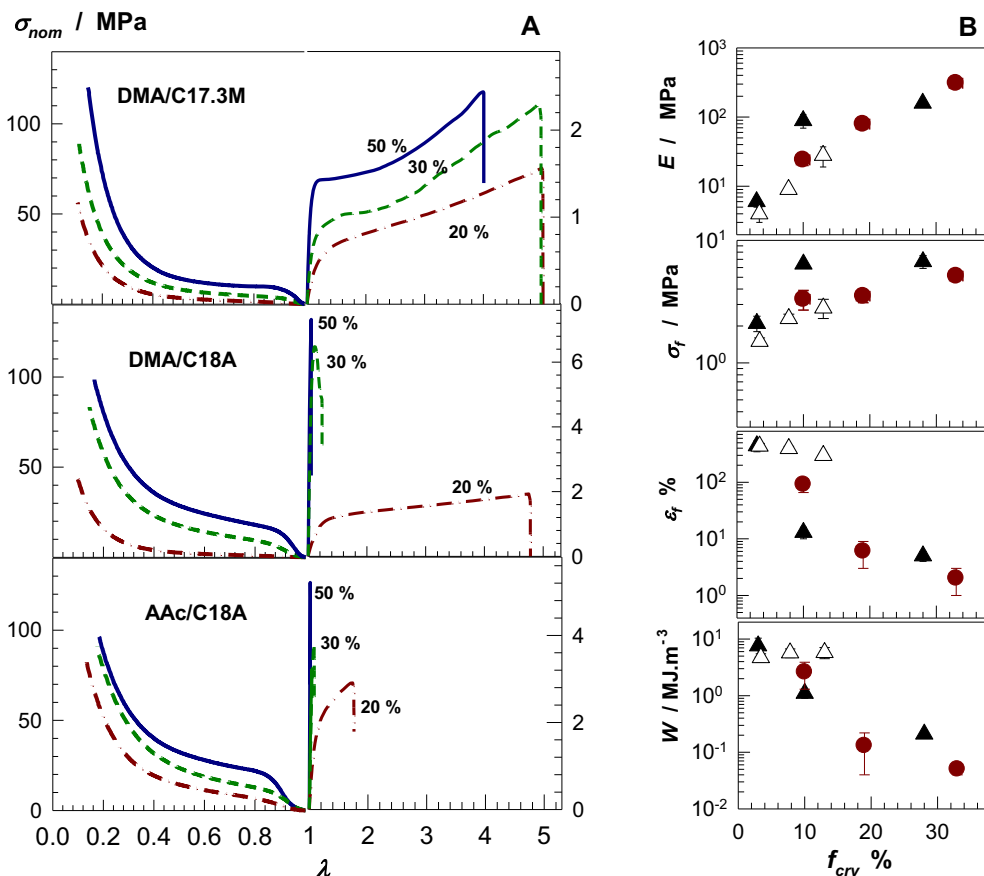 σnom / MPa
A
DMA/C17.3M
50 %
30 %
20 %
100
50
2
1
0
DMA/C18A
50 %
30 %
20 %
100
50
6
4
2
0
AAc/C18A
50 %
30 %
20 %
100
50
0
4
2
0
0.0 0.2 0.4 0.6 0.8 1 2 3 4 5
λ
B
E / MPa
10³
10²
10¹
σf / MPa
10¹
10⁰
εf %
10²
10¹
10⁰
W / MJ.m⁻³
10¹
10⁰
10⁻¹
10⁻²
0 10 20 30
fcry %